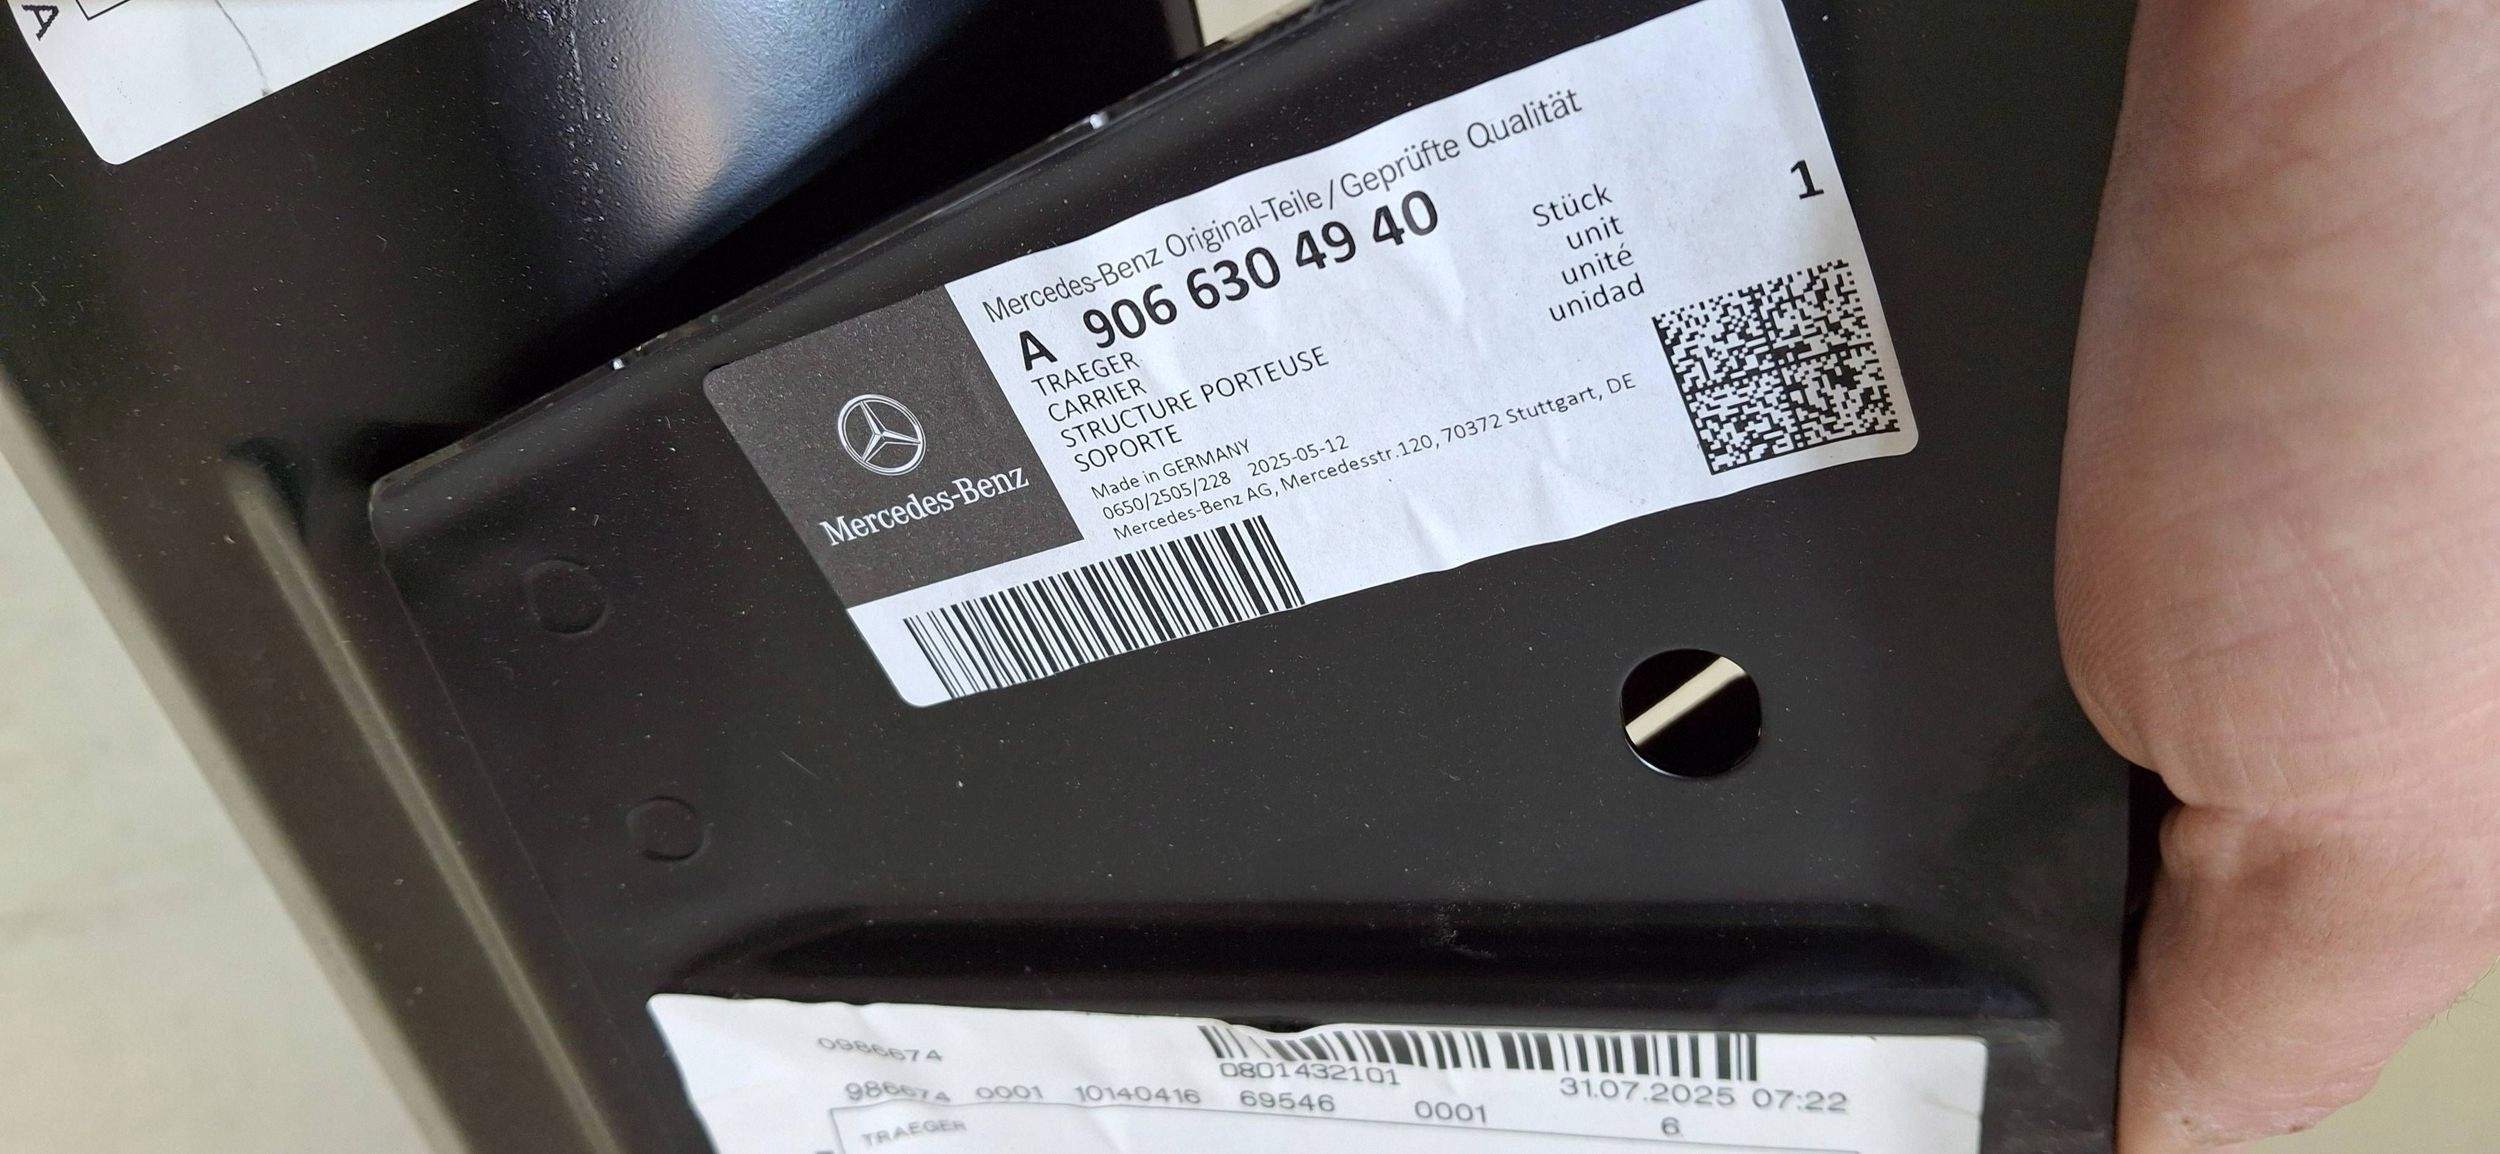 A
Mercedes-Benz Original-Teile/Geprüfte Qualität
A 906 630 49 40
TRAEGER
CARRIER
STRUCTURE PORTEUSE
SOPORTE
Stück
unit
unité
unidad
1
Made in GERMANY
0650/2505/228 2025-05-12
Mercedes-Benz AG, Mercedesstr.120, 70372 Stuttgart, DE
Mercedes-Benz
0986674
0801432101
31.07.2025 07:22
986674 0001 10140416 69546 0001 6
TRAEGER